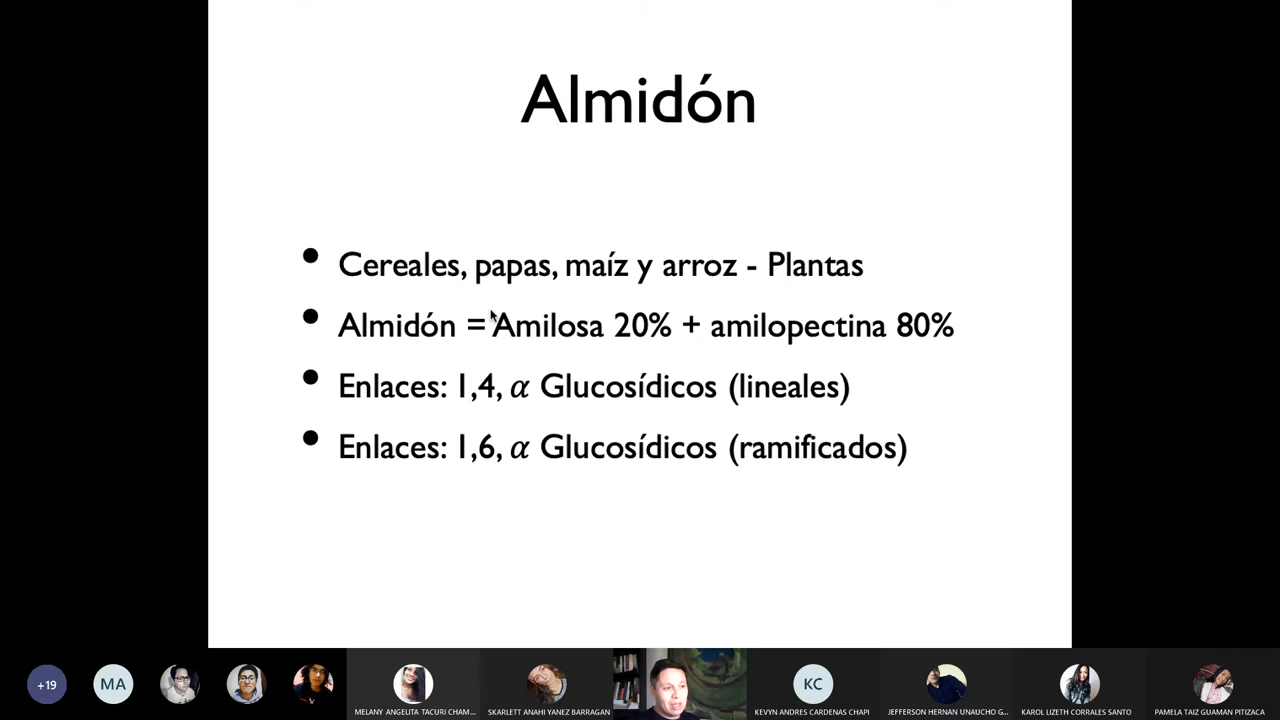 Almidón
• Cereales, papas, maíz y arroz - Plantas
• Almidón = Amilosa 20% + amilopectina 80%
• Enlaces: 1,4, α Glucosídicos (lineales)
• Enlaces: 1,6, α Glucosídicos (ramificados)
+19
MA
MELANY ANGELITA TACURI CHAM...
SKARLETT ANAHI YANEZ BARRAGAN
KC
KEVYN ANDRES CARDENAS CHAPI
JEFFERSON HERNAN UNAUCHO G...
KAROL LIZETH CORRALES SANTO
PAMELA TAIZ GUAMAN PITIZACA